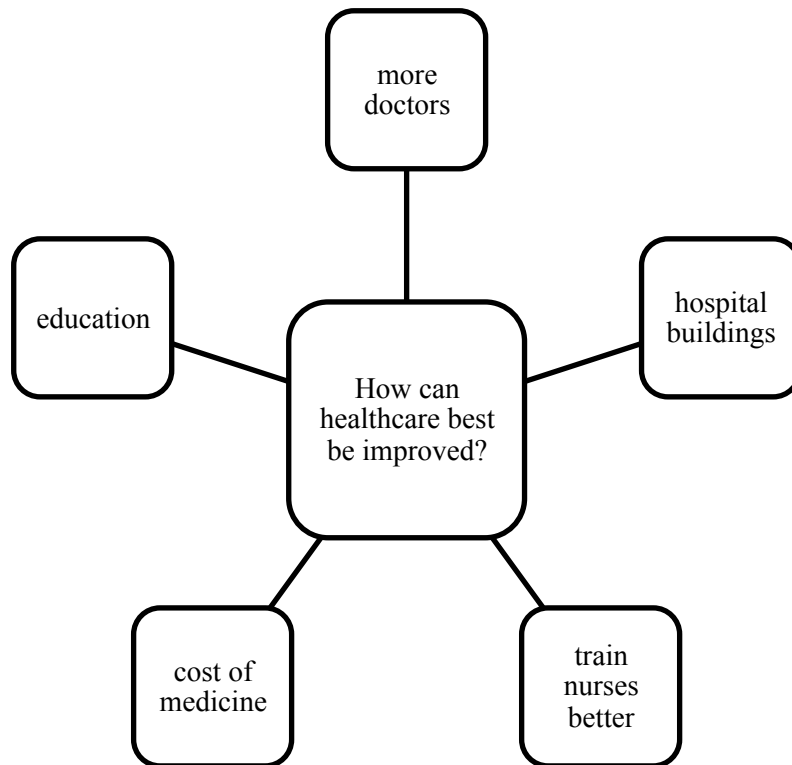 more
doctors
education
hospital
buildings
How can
healthcare best
be improved?
cost of
medicine
train
nurses
better